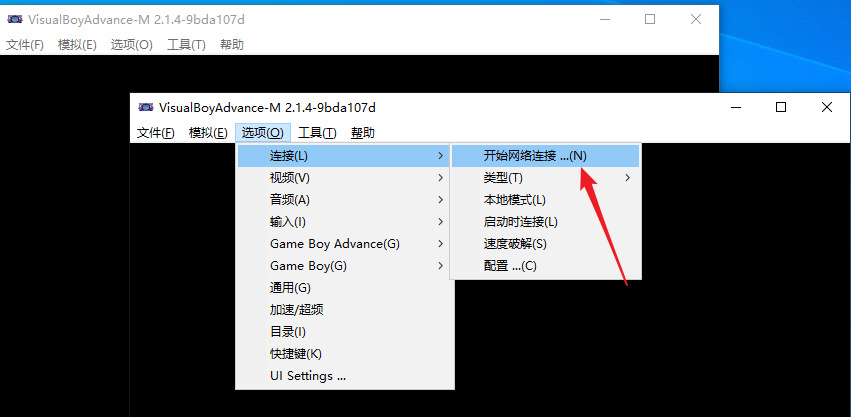 VisualBoyAdvance-M 2.1.4-9bda107d
文件(F) 模拟(E) 选项(O) 工具(T) 帮助
VisualBoyAdvance-M 2.1.4-9bda107d
文件(F) 模拟(E) 选项(O) 工具(T) 帮助
连接(L)
视频(V)
音频(A)
输入(I)
Game Boy Advance(G)
Game Boy(G)
通用(G)
加速/超频
目录(I)
快捷键(K)
UI Settings ...
开始网络连接 ...(N)
类型(T)
本地模式(L)
启动时连接(L)
速度破解(S)
配置 ...(C)